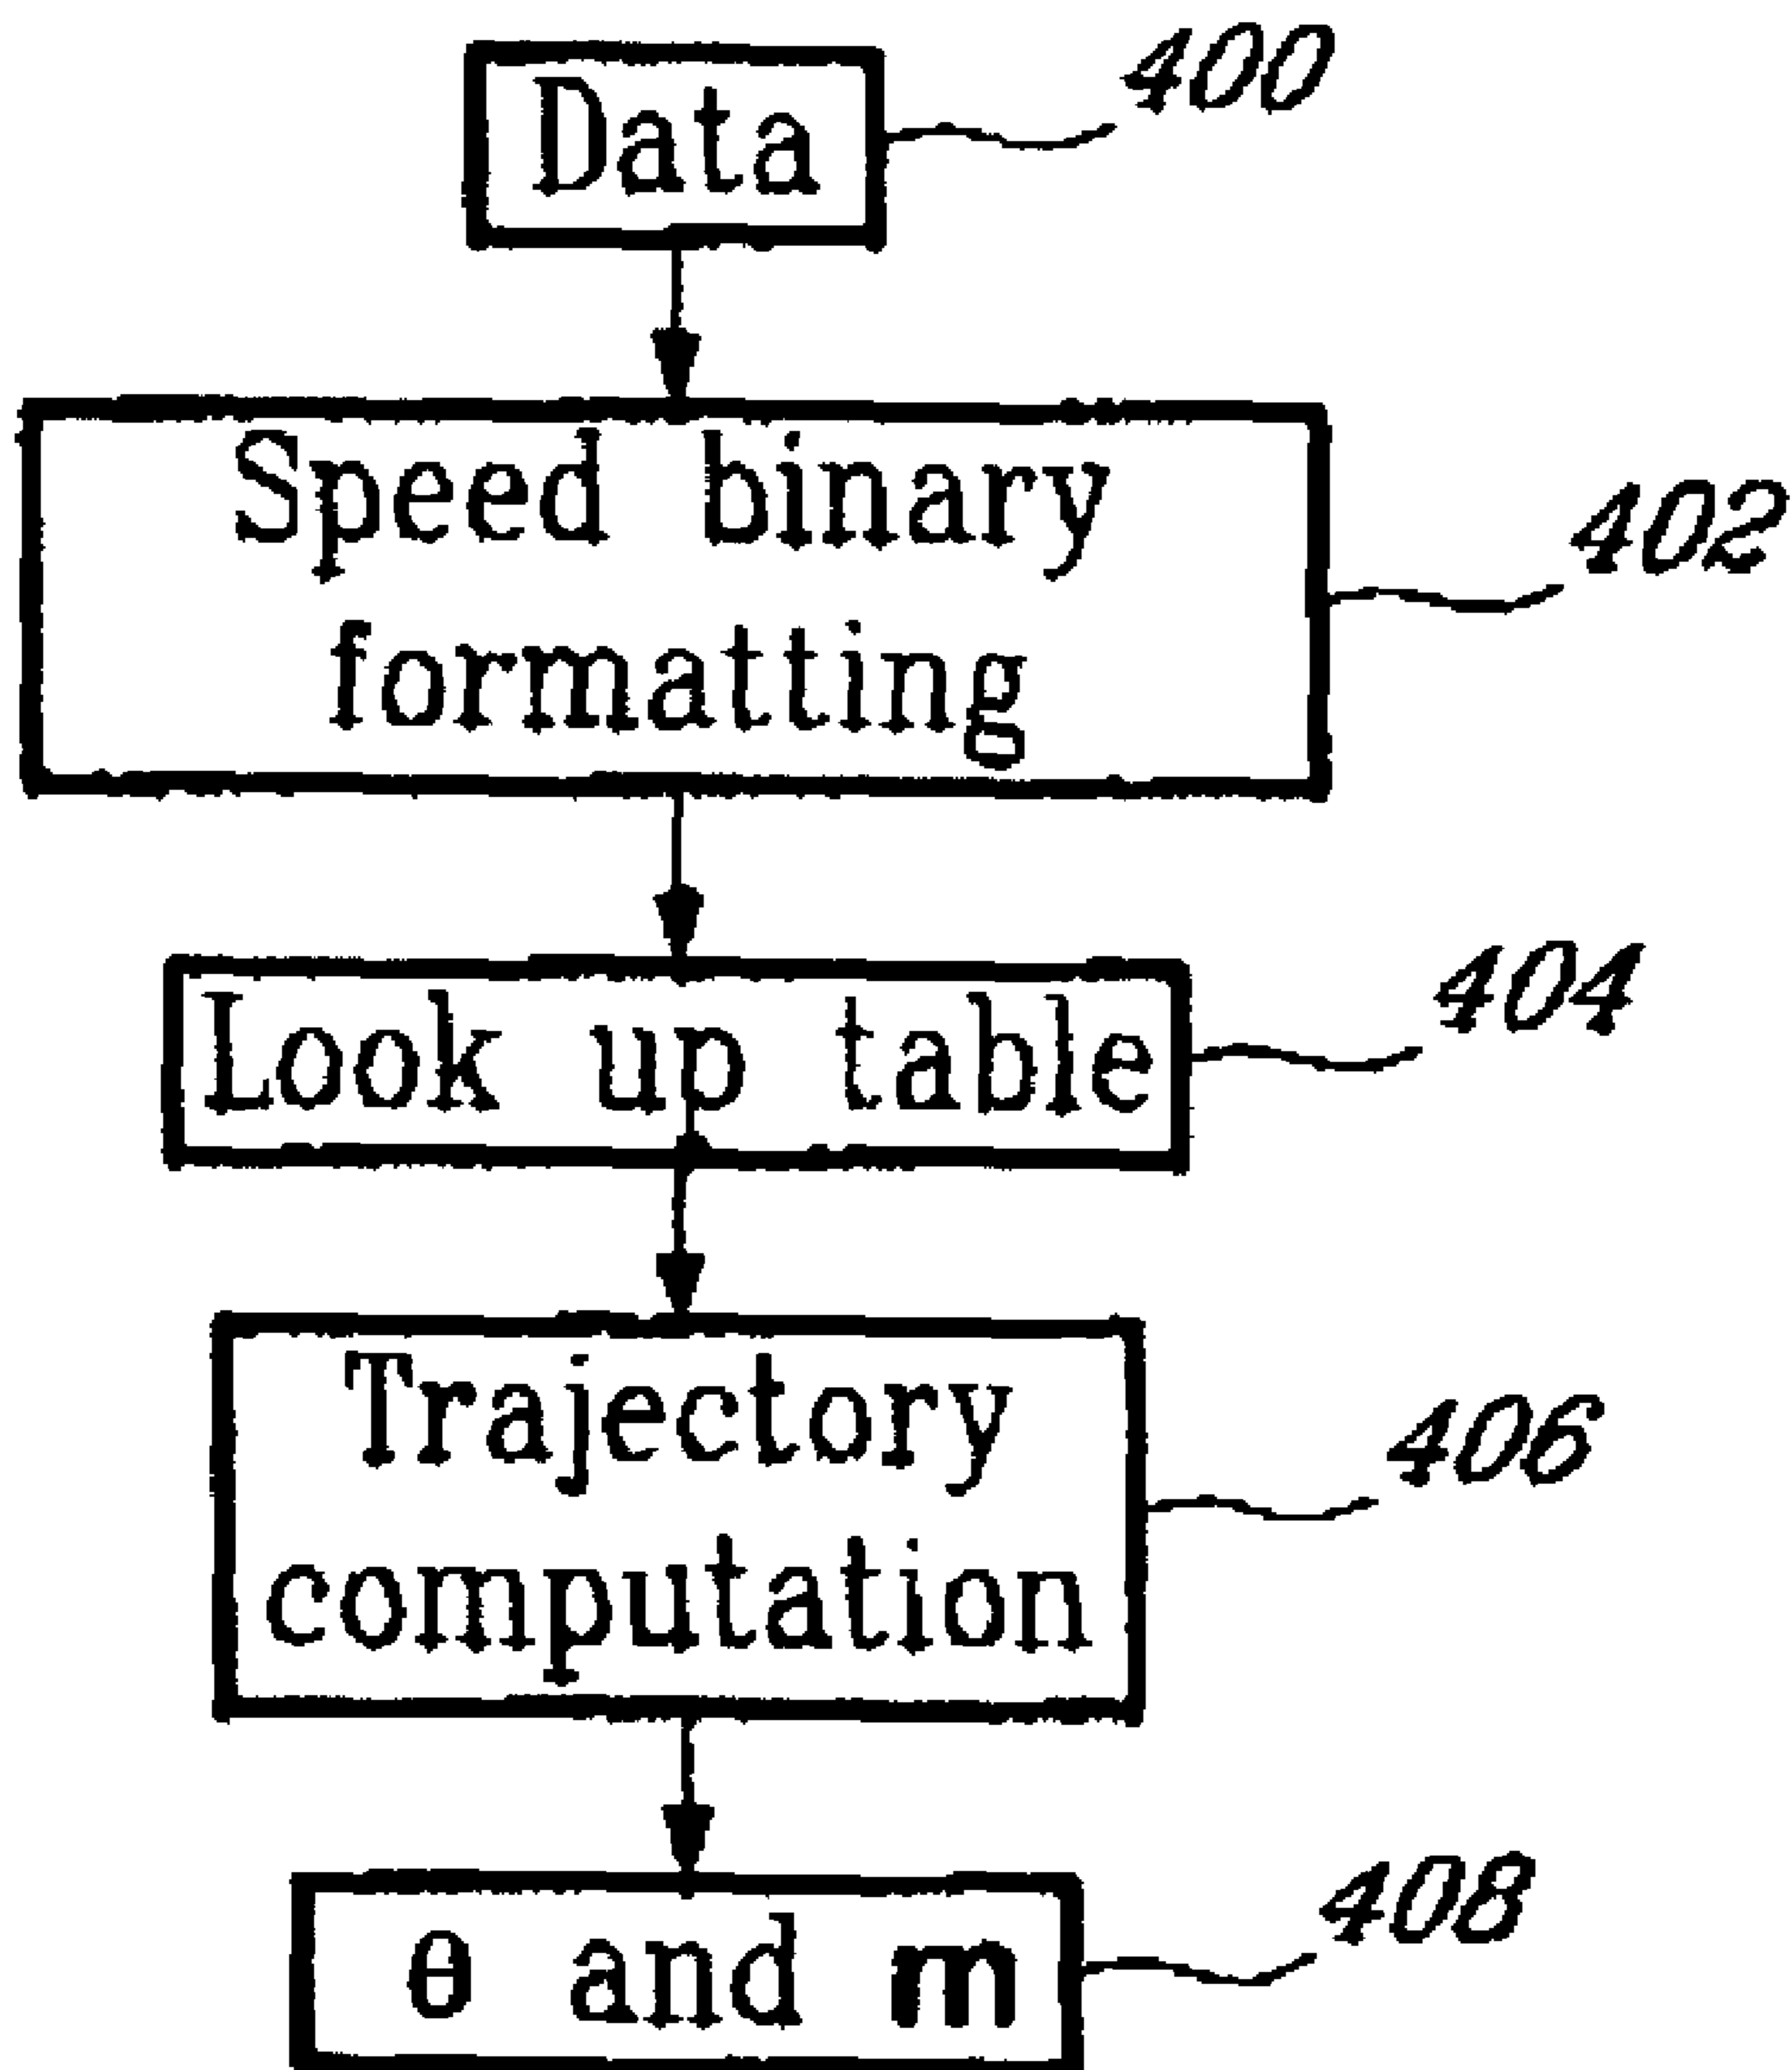 Data
400
Speed binary
formatting
402
Look up table
404
Trajectory
computation
406
θ and m
408